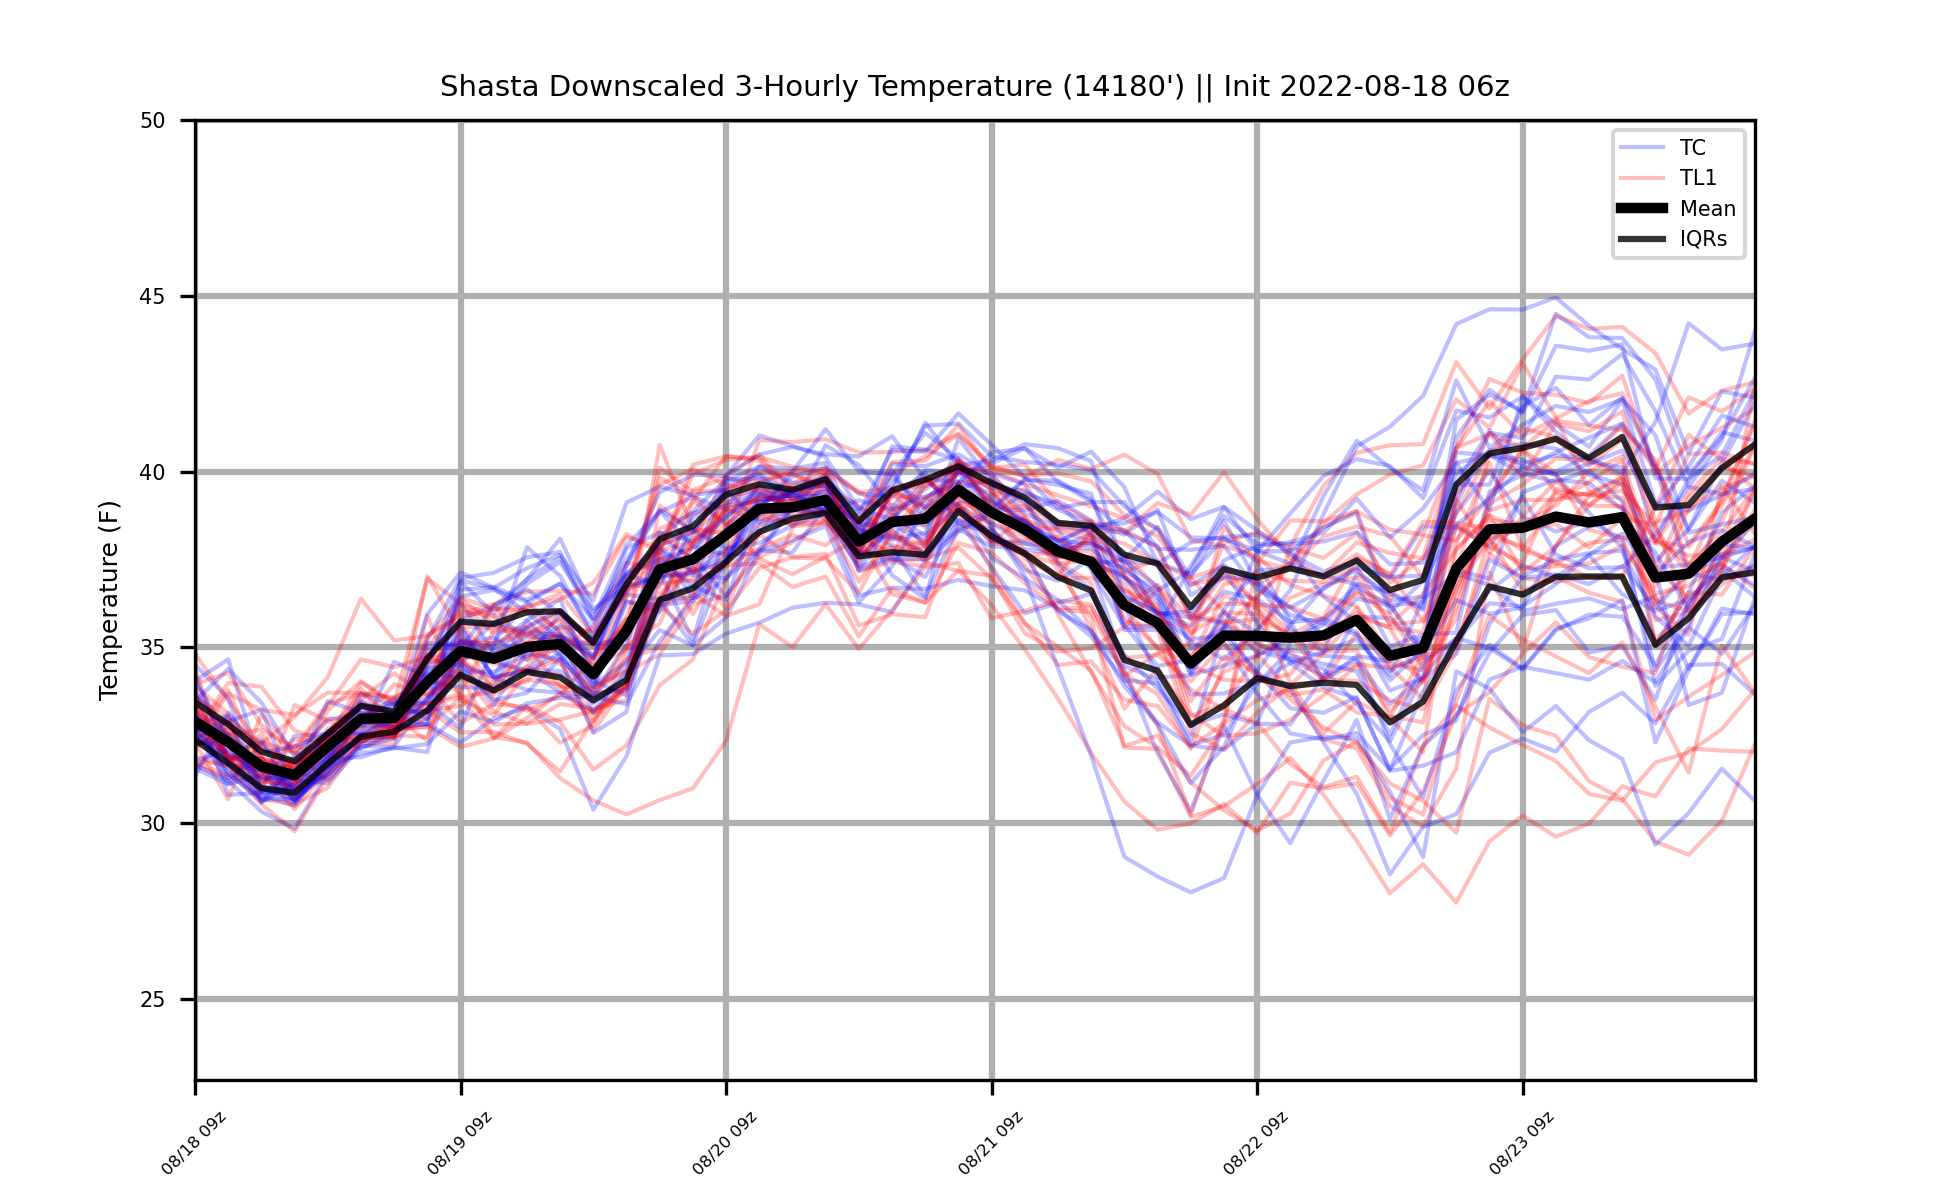 Shasta Downscaled 3-Hourly Temperature (14180') || Init 2022-08-18 06z
TC
TL1
Mean
IQRs
Temperature (F)
50
45
40
35
30
25
08/18 09z
08/19 09z
08/20 09z
08/21 09z
08/22 09z
08/23 09z